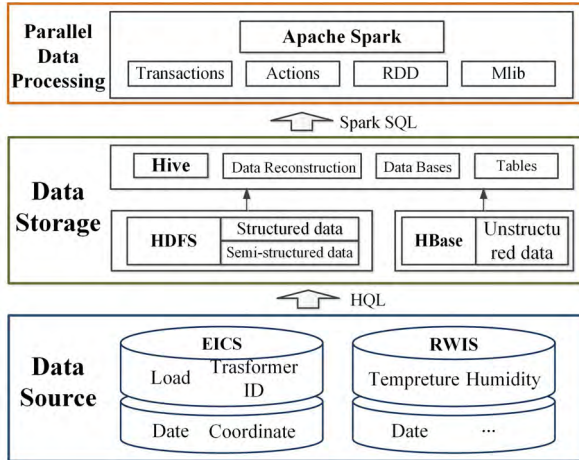 Parallel
Data
Processing
Apache Spark
Transactions
Actions
RDD
Mlib
Spark SQL
Data
Storage
Hive
Data Reconstruction
Data Bases
Tables
HDFS
Structured data
Semi-structured data
HBase
Unstructu
red data
HQL
Data
Source
EICS
Load Trasformer
ID
Date Coordinate
RWIS
Tempreture Humidity
Date ...